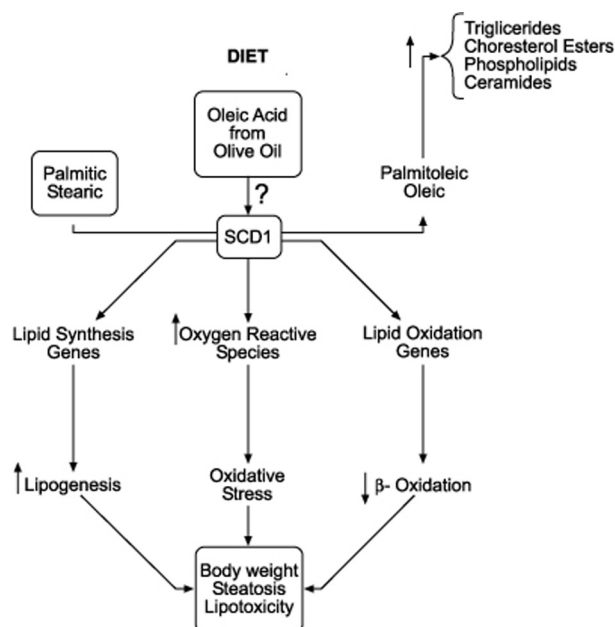 DIET
Triglicerides
Choresterol Esters
Phospholipids
Ceramides
Oleic Acid
from
Olive Oil
Palmitic
Stearic
?
Palmitoleic
Oleic
SCD1
Lipid Synthesis
Genes
Oxygen Reactive
Species
Lipid Oxidation
Genes
Lipogenesis
Oxidative
Stress
β- Oxidation
Body weight
Steatosis
Lipotoxicity